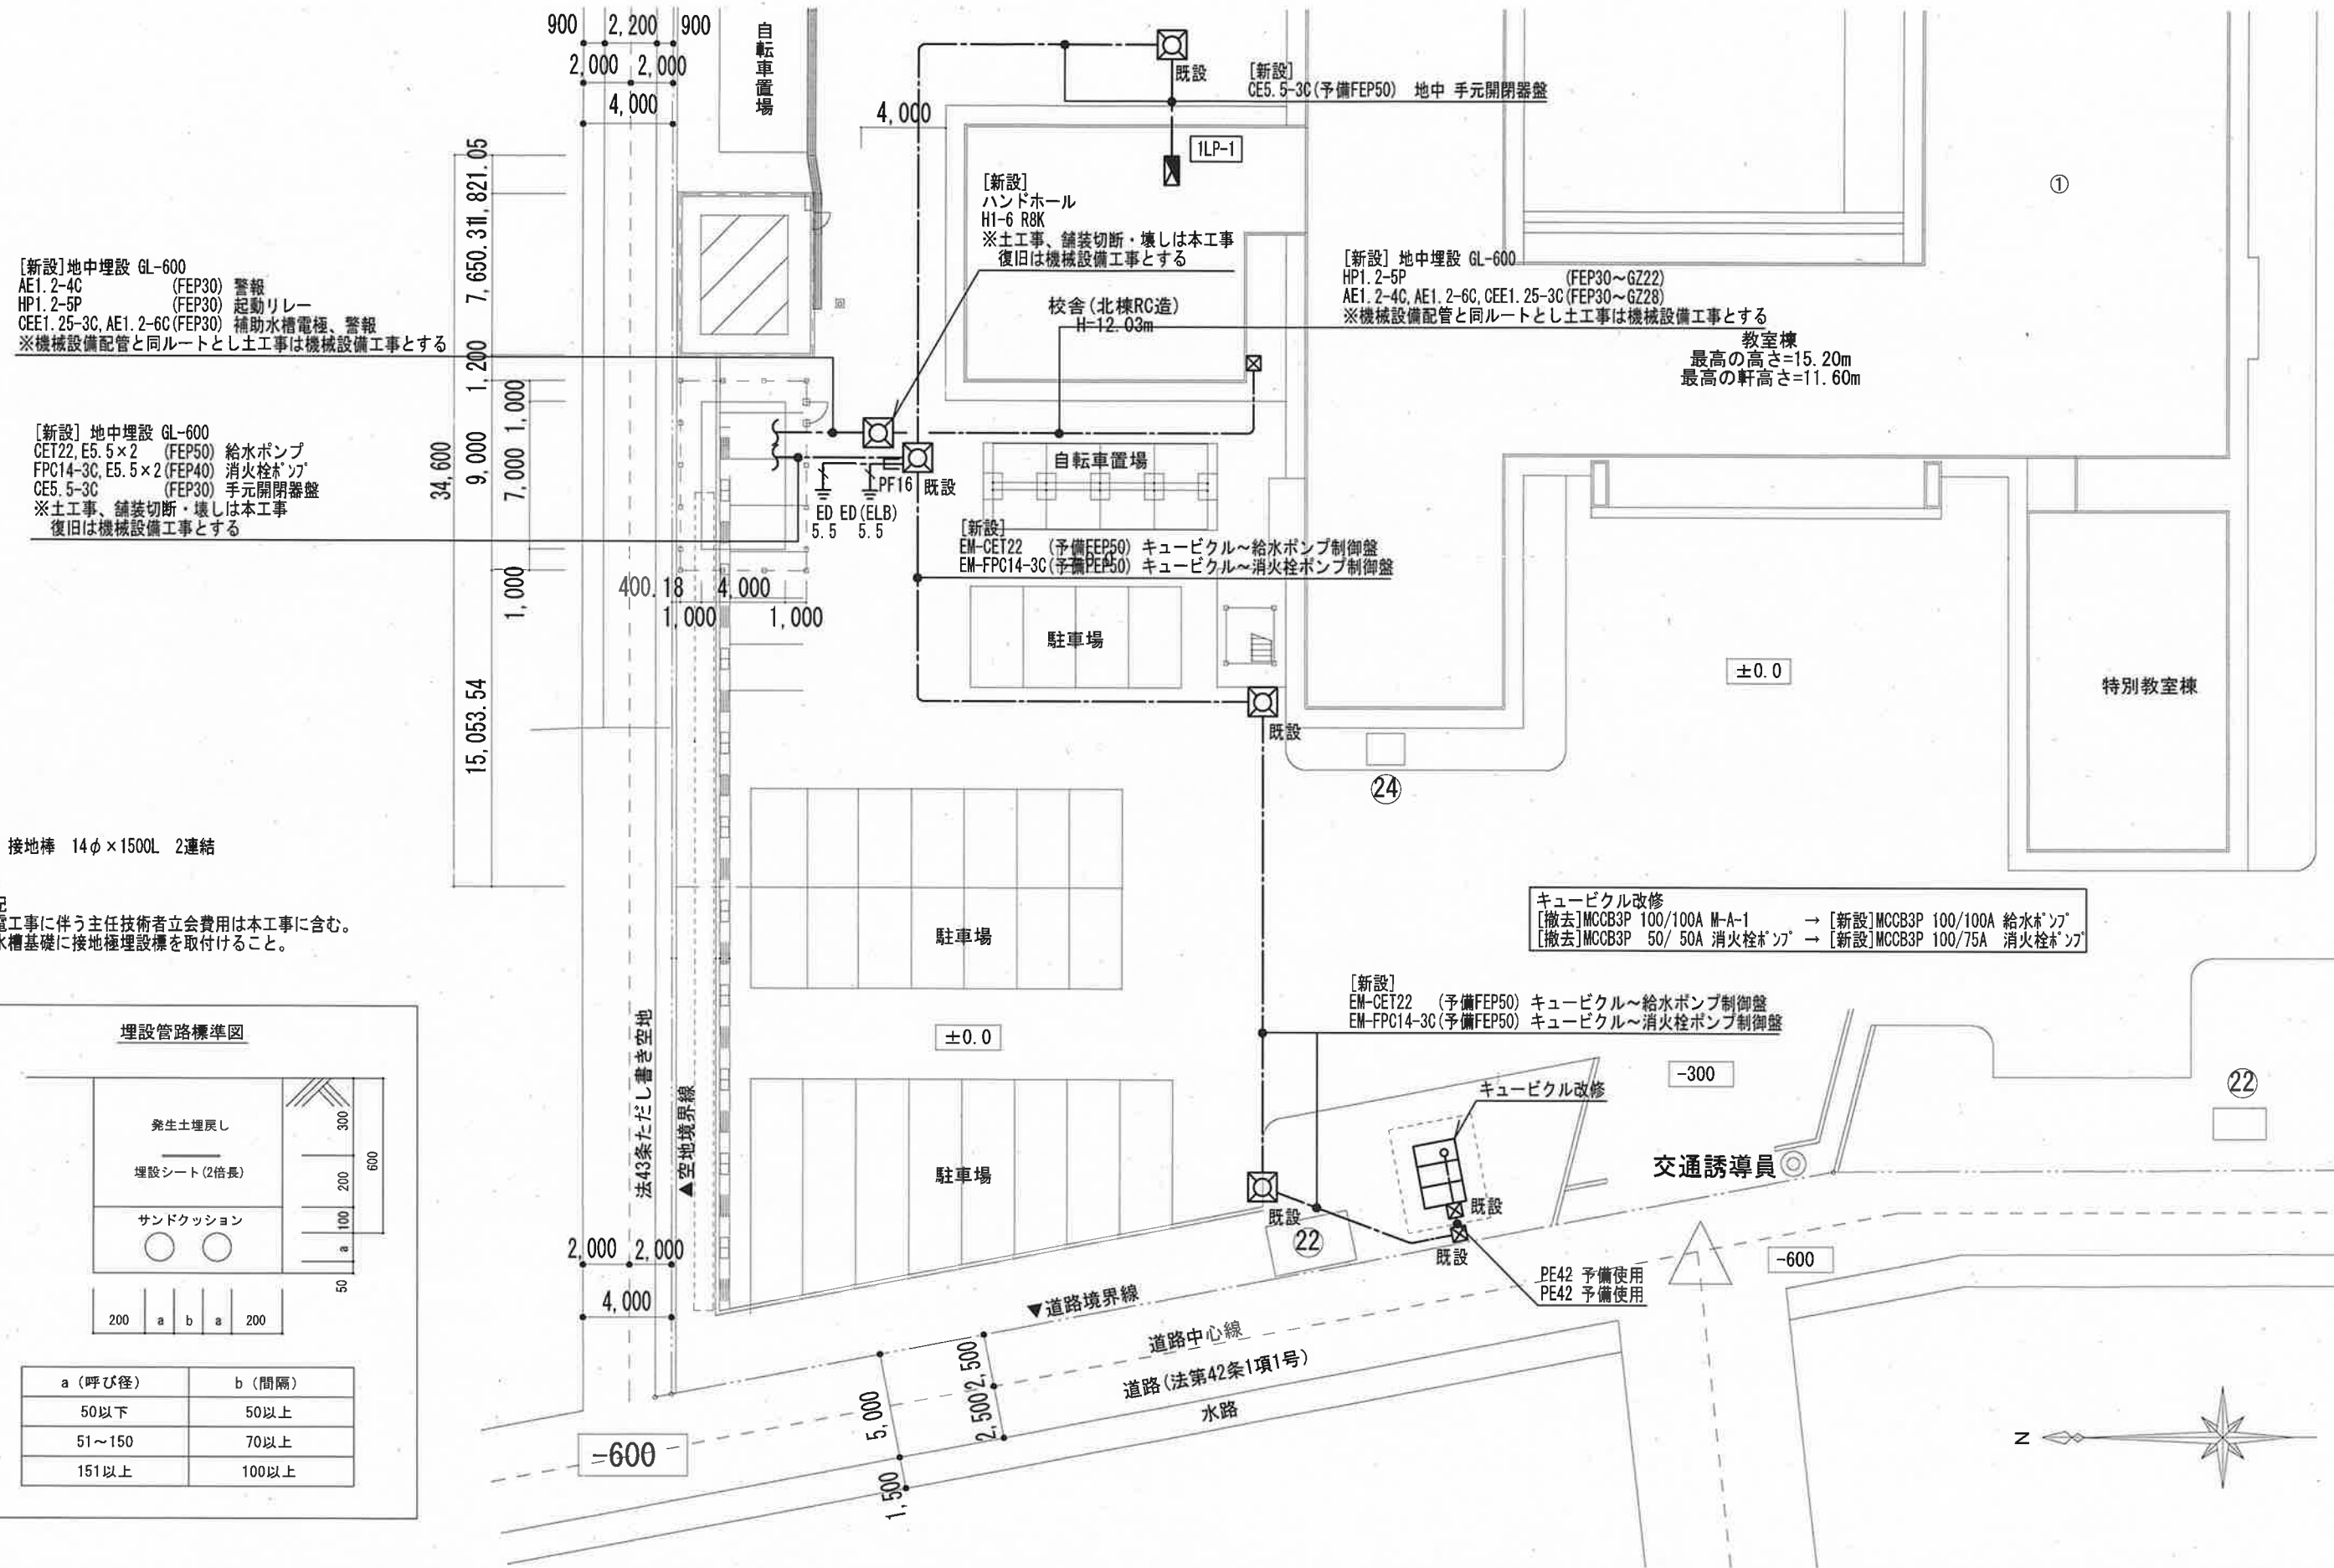 900 2,200 900
2,000 2,000
4,000
自転車置場
4,000
既設
[新設]
CE5.5-3C(予備FEP50) 地中 手元開閉器盤
1LP-1
①
[新設]
ハンドホール
H1-6 R8K
※土工事、舗装切断・壊しは本工事
復旧は機械設備工事とする
校舎(北棟RC造)
H=12.03m
[新設] 地中埋設 GL-600
HP1.2-5P (FEP30～GZ22)
AE1.2-4C,AE1.2-6C,CEE1.25-3C(FEP30～GZ28)
※機械設備配管と同ルートとし土工事は機械設備工事とする
教室棟
最高の高さ=15.20m
最高の軒高さ=11.60m
[新設]地中埋設 GL-600
AE1.2-4C (FEP30) 警報
HP1.2-5P (FEP30) 起動リレー
CEE1.25-3C,AE1.2-6C(FEP30) 補助水槽電極、警報
※機械設備配管と同ルートとし土工事は機械設備工事とする
[新設] 地中埋設 GL-600
CET22,E5.5×2 (FEP50) 給水ポンプ
FPC14-3C,E5.5×2(FEP40) 消火栓ﾎﾟﾝﾌﾟ
CE5.5-3C (FEP30) 手元開閉器盤
※土工事、舗装切断・壊しは本工事
復旧は機械設備工事とする
1,200
9,000
34,600
7,000
1,000
1,000
15,053.54
400.18 4,000
1,000 1,000
PF16 既設
ED ED(ELB)
5.5 5.5
自転車置場
[新設]
EM-CET22 (予備FEP50) キュービクル～給水ポンプ制御盤
EM-FPC14-3C(予備FEP50) キュービクル～消火栓ポンプ制御盤
駐車場
既設
㉔
±0.0
特別教室棟
接地棒 14φ×1500L 2連結
電工事に伴う主任技術者立会費用は本工事に含む。
水槽基礎に接地極埋設標を取付けること。
駐車場
キュービクル改修
[撤去]MCCB3P 100/100A M-A-1 → [新設]MCCB3P 100/100A 給水ﾎﾟﾝﾌﾟ
[撤去]MCCB3P 50/ 50A 消火栓ﾎﾟﾝﾌﾟ → [新設]MCCB3P 100/75A 消火栓ﾎﾟﾝﾌﾟ
[新設]
EM-CET22 (予備FEP50) キュービクル～給水ポンプ制御盤
EM-FPC14-3C(予備FEP50) キュービクル～消火栓ポンプ制御盤
±0.0
-300
キュービクル改修
㉒
交通誘導員
駐車場
既設
㉒
既設
既設
PE42 予備使用
PE42 予備使用
-600
法43条ただし書き空地
▲空地境界線
2,000 2,000
4,000
▼道路境界線
道路中心線
道路(法第42条1項1号)
水路
2,500
2,500
5,000
1,500
-600
N
埋設管路標準図
発生土埋戻し
埋設シート(2倍長)
サンドクッション
300
200
100
a
50
600
200 a b a 200
a (呼び径) b (間隔)
50以下 50以上
51～150 70以上
151以上 100以上